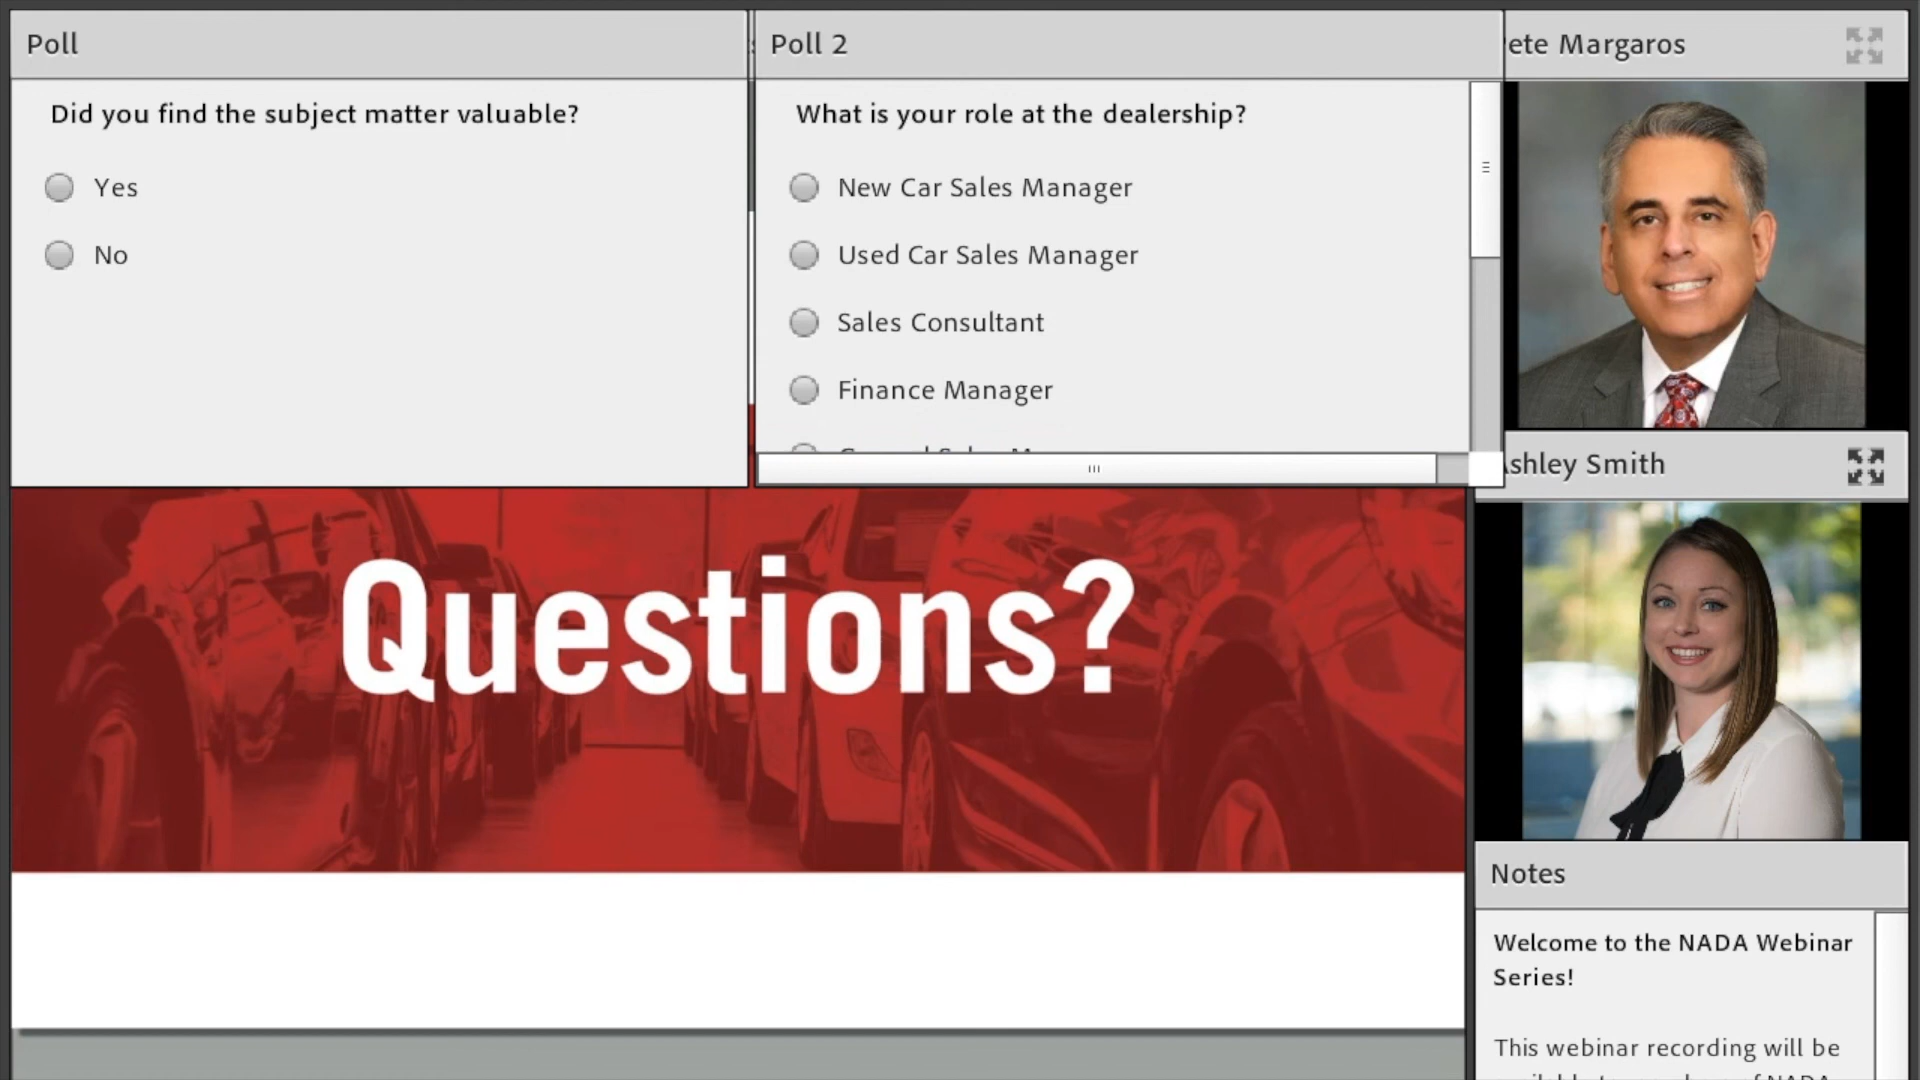 Poll
Did you find the subject matter valuable?
Yes
No
Poll 2
What is your role at the dealership?
New Car Sales Manager
Used Car Sales Manager
Sales Consultant
Finance Manager
ete Margaros
shley Smith
Questions?
Notes
Welcome to the NADA Webinar
Series!
This webinar recording will be